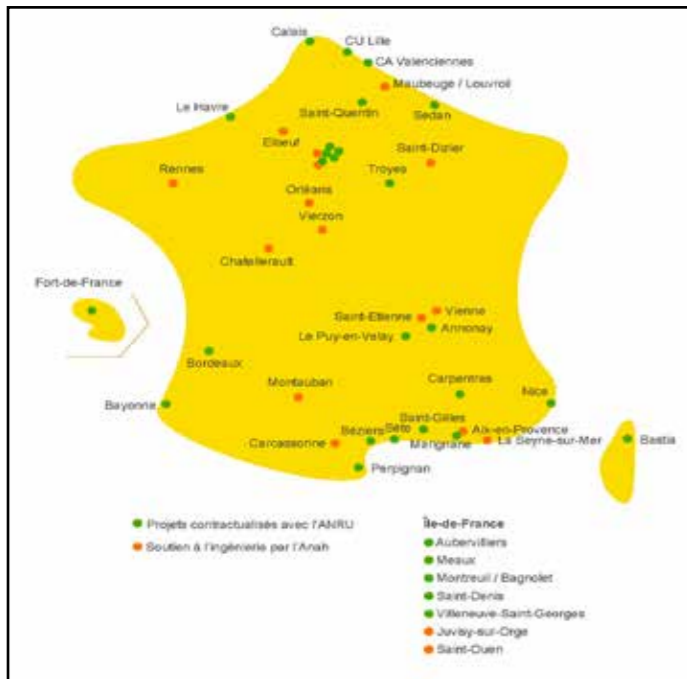 Calais
CU Lille
CA Valenciennes
Maubeuge / Louvroil
Le Havre
Saint-Quentin
Sedan
Elbeuf
Saint-Dizier
Rennes
Troyes
Orléans
Vierzon
Chatellerault
Fort-de-France
Vienne
Saint-Etienne
Annonay
Le Puy-en-Velay
Bordeaux
Carpentras
Montauban
Nice
Bayonne
Saint-Gilles
Béziers
Sète
Aix-en-Provence
Carcassonne
Marignane
La Seyne-sur-Mer
Bastia
Perpignan
Projets contractualisés avec l'ANRU
Soutien à l'ingénierie par l'Anah
Île-de-France
Aubervilliers
Meaux
Montreuil / Bagnolet
Saint-Denis
Villeneuve-Saint-Georges
Juvisy-sur-Orge
Saint-Ouen